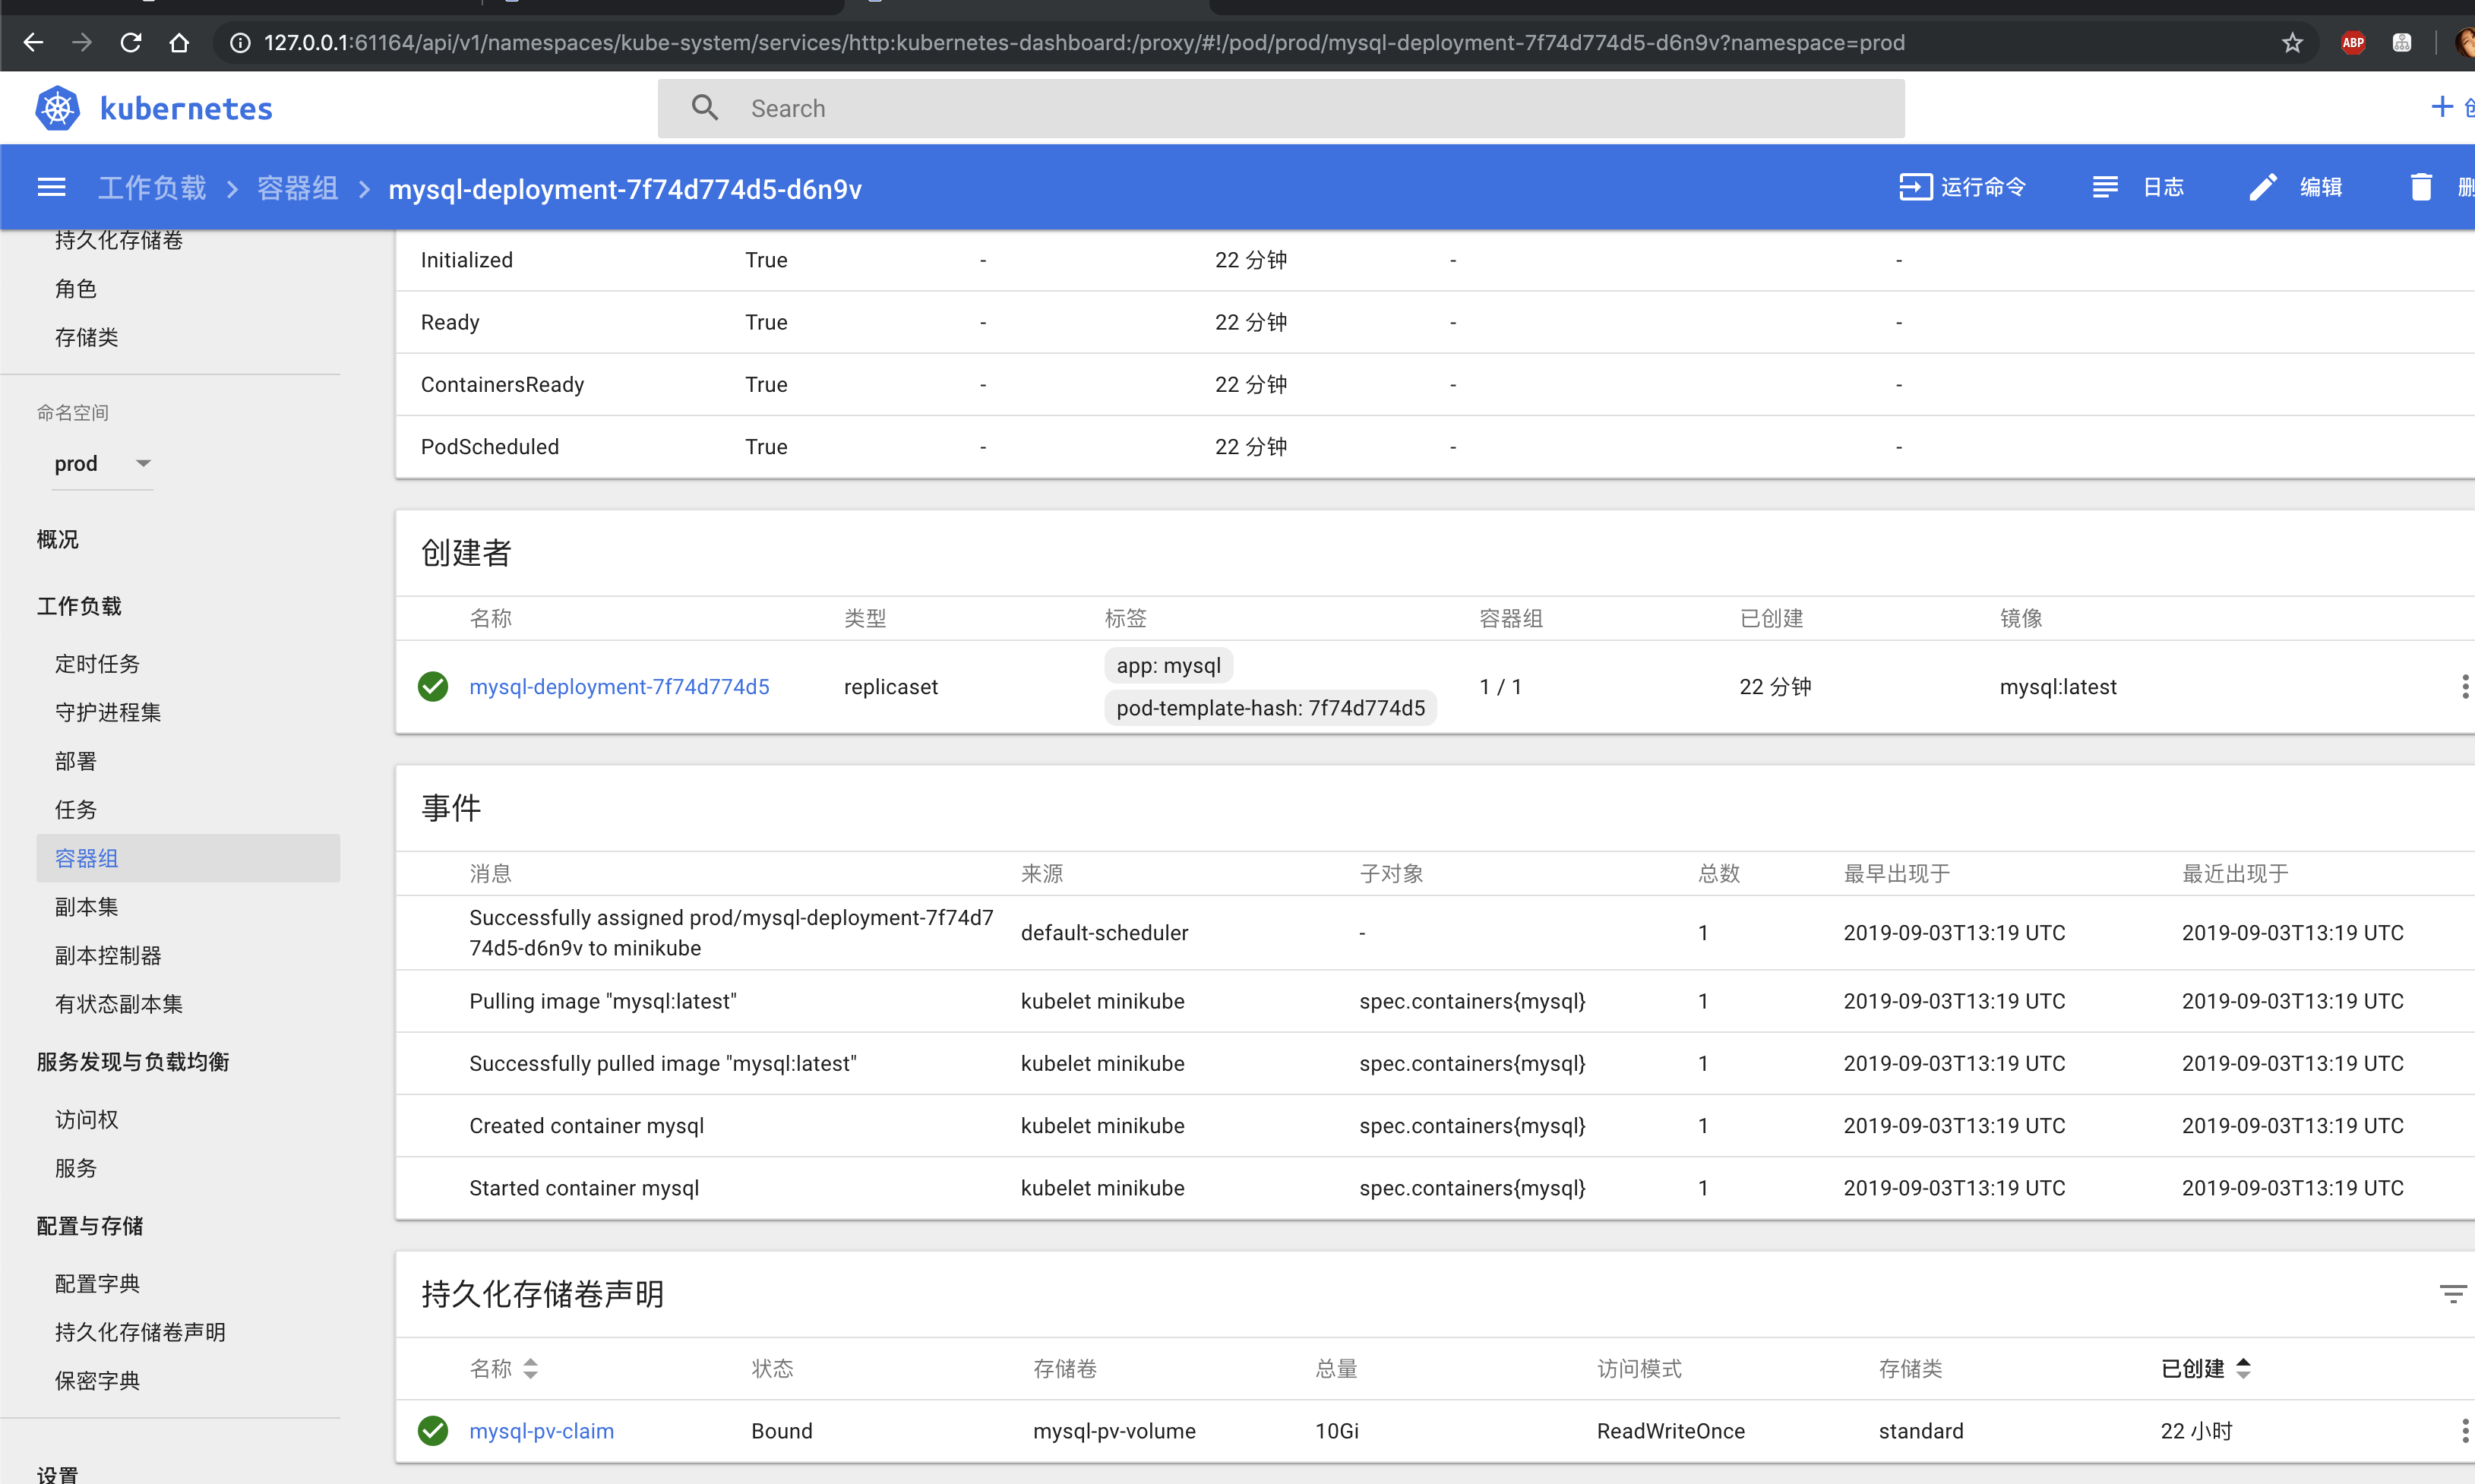 127.0.0.1:61164/api/v1/namespaces/kube-system/services/http:kubernetes-dashboard:/proxy/#!/pod/prod/mysql-deployment-7f74d774d5-d6n9v?namespace=prod
ABP
kubernetes
Search
工作负载 > 容器组 > mysql-deployment-7f74d774d5-d6n9v
运行命令
日志
编辑
持久化存储卷
角色
存储类
命名空间
prod
概况
工作负载
定时任务
守护进程集
部署
任务
容器组
副本集
副本控制器
有状态副本集
服务发现与负载均衡
访问权
服务
配置与存储
配置字典
持久化存储卷声明
保密字典
设置
Initialized True - 22 分钟 - -
Ready True - 22 分钟 - -
ContainersReady True - 22 分钟 - -
PodScheduled True - 22 分钟 - -
创建者
名称 类型 标签 容器组 已创建 镜像
mysql-deployment-7f74d774d5 replicaset app: mysql pod-template-hash: 7f74d774d5 1 / 1 22 分钟 mysql:latest
事件
消息 来源 子对象 总数 最早出现于 最近出现于
Successfully assigned prod/mysql-deployment-7f74d7
74d5-d6n9v to minikube default-scheduler - 1 2019-09-03T13:19 UTC 2019-09-03T13:19 UTC
Pulling image "mysql:latest" kubelet minikube spec.containers{mysql} 1 2019-09-03T13:19 UTC 2019-09-03T13:19 UTC
Successfully pulled image "mysql:latest" kubelet minikube spec.containers{mysql} 1 2019-09-03T13:19 UTC 2019-09-03T13:19 UTC
Created container mysql kubelet minikube spec.containers{mysql} 1 2019-09-03T13:19 UTC 2019-09-03T13:19 UTC
Started container mysql kubelet minikube spec.containers{mysql} 1 2019-09-03T13:19 UTC 2019-09-03T13:19 UTC
持久化存储卷声明
名称 状态 存储卷 总量 访问模式 存储类 已创建
mysql-pv-claim Bound mysql-pv-volume 10Gi ReadWriteOnce standard 22 小时